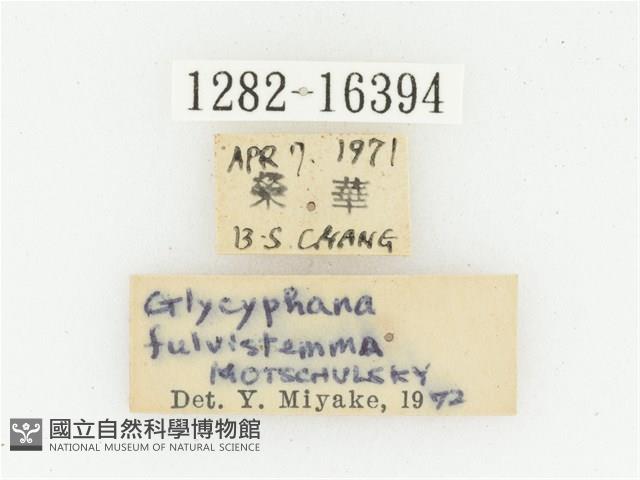 1282-16394
APR 7. 1971
桑 華
B-S. CHANG
Glycyphana
fulvistemma
MOTSCHULSKY
Det. Y. Miyake, 1972
國立自然科學博物館
NATIONAL MUSEUM OF NATURAL SCIENCE